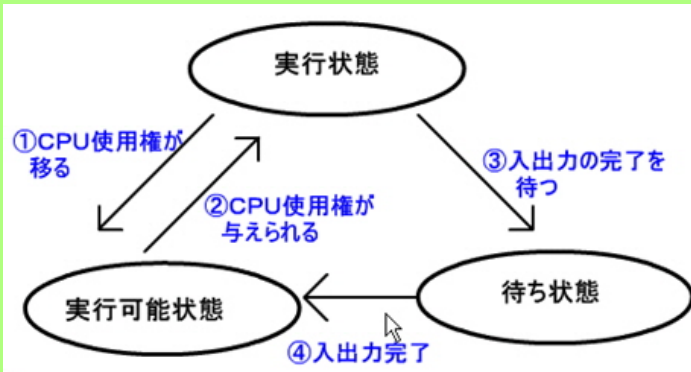 実行状態
①CPU使用権が
移る
③入出力の完了を
待つ
②CPU使用権が
与えられる
実行可能状態
待ち状態
④入出力完了